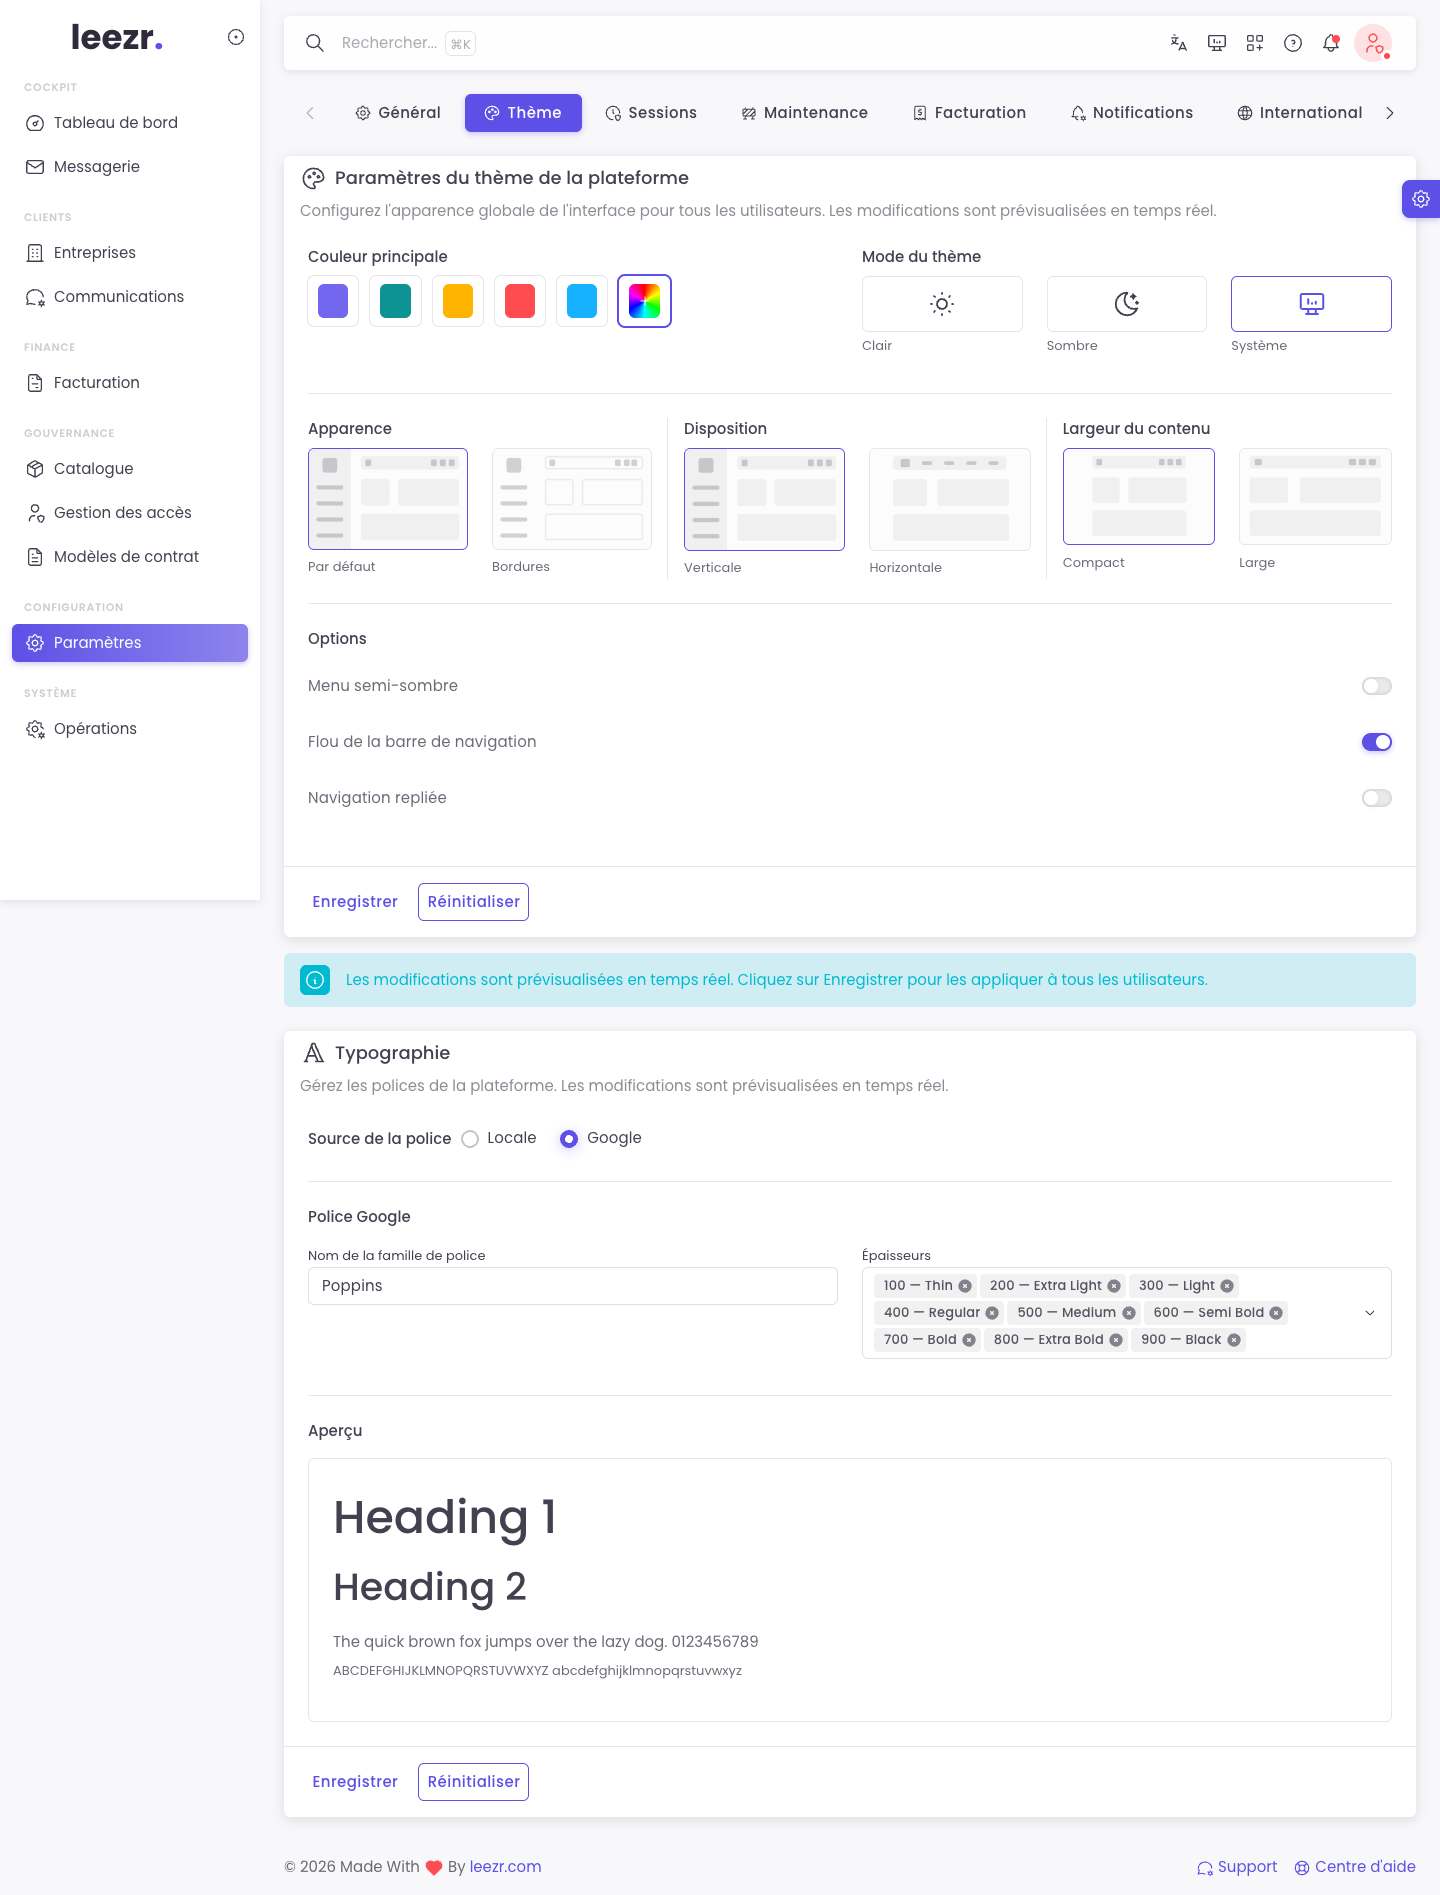 leezr.
COCKPIT
Tableau de bord
Messagerie
CLIENTS
Entreprises
Communications
FINANCE
Facturation
GOUVERNANCE
Catalogue
Gestion des accès
Modèles de contrat
CONFIGURATION
Paramètres
SYSTÈME
Opérations
Rechercher... ⌘K
Général Thème Sessions Maintenance Facturation Notifications International
Paramètres du thème de la plateforme
Configurez l'apparence globale de l'interface pour tous les utilisateurs. Les modifications sont prévisualisées en temps réel.
Couleur principale
Mode du thème
Clair Sombre Système
Apparence
Par défaut Bordures
Disposition
Verticale Horizontale
Largeur du contenu
Compact Large
Options
Menu semi-sombre
Flou de la barre de navigation
Navigation repliée
Enregistrer Réinitialiser
Les modifications sont prévisualisées en temps réel. Cliquez sur Enregistrer pour les appliquer à tous les utilisateurs.
Typographie
Gérez les polices de la plateforme. Les modifications sont prévisualisées en temps réel.
Source de la police Locale Google
Police Google
Nom de la famille de police
Poppins
Épaisseurs
100 — Thin 200 — Extra Light 300 — Light
400 — Regular 500 — Medium 600 — Semi Bold
700 — Bold 800 — Extra Bold 900 — Black
Aperçu
Heading 1
Heading 2
The quick brown fox jumps over the lazy dog. 0123456789
ABCDEFGHIJKLMNOPQRSTUVWXYZ abcdefghijklmnopqrstuvwxyz
Enregistrer Réinitialiser
© 2026 Made With By leezr.com
Support Centre d'aide